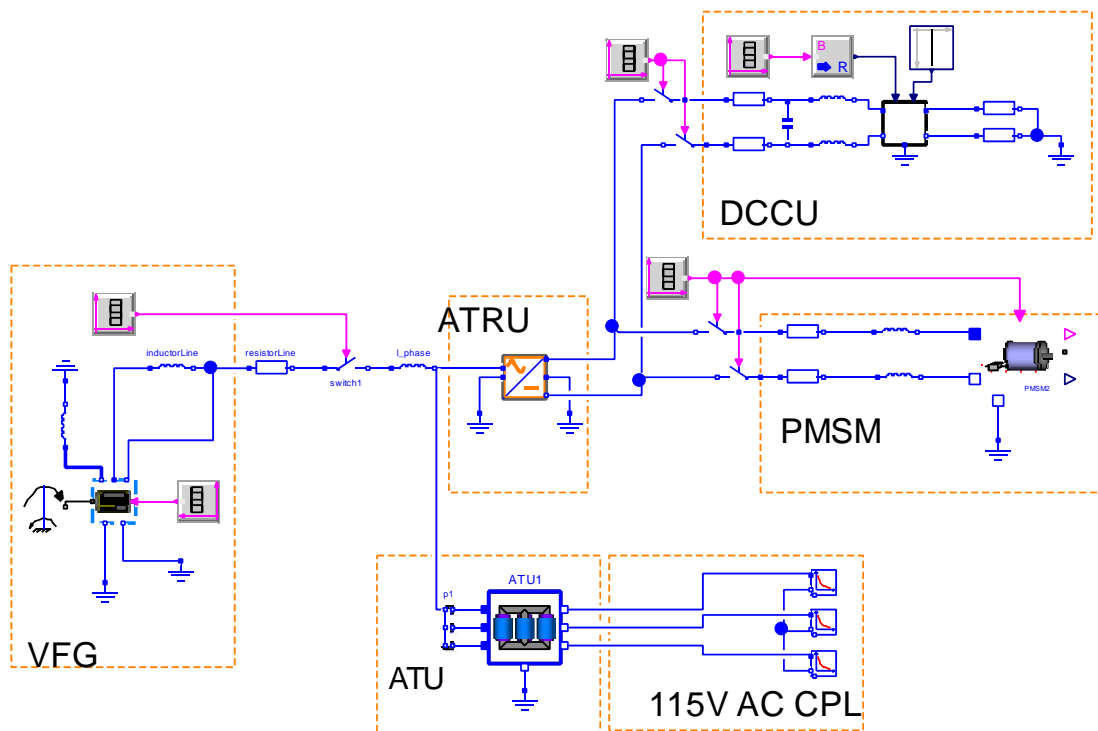 B
R
DCCU
ATRU
inductorLine
resistorLine
l_phase
switch1
PMSM2
PMSM
VFG
p1
ATU1
ATU
115V AC CPL